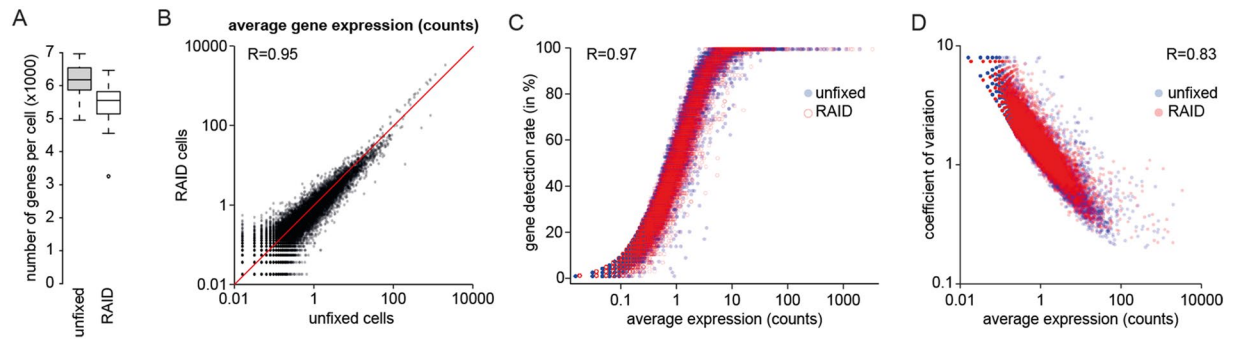 A
number of genes per cell (x1000)
7
6
5
4
3
2
1
0
unfixed
RAID
B
average gene expression (counts)
R=0.95
RAID cells
10000
100
1
0.01
0.01
1
100
10000
unfixed cells
C
R=0.97
gene detection rate (in %)
100
80
60
40
20
0
unfixed
RAID
0.1
1
10
100
1000
average expression (counts)
D
R=0.83
coefficient of variation
10
1
0.1
unfixed
RAID
0.01
1
100
10000
average expression (counts)